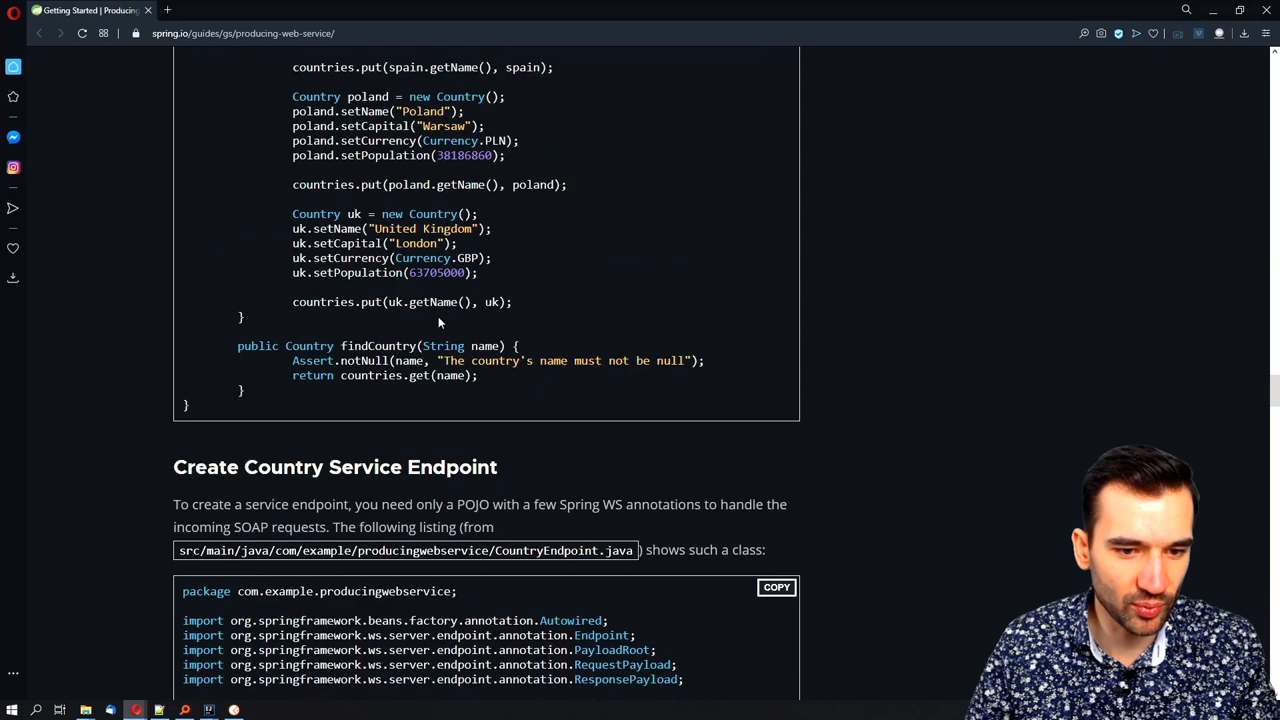 Getting Started | Producing
spring.io/guides/gs/producing-web-service/
countries.put(spain.getName(), spain);
Country poland = new Country();
poland.setName("Poland");
poland.setCapital("Warsaw");
poland.setCurrency(Currency.PLN);
poland.setPopulation(38186860);
countries.put(poland.getName(), poland);
Country uk = new Country();
uk.setName("United Kingdom");
uk.setCapital("London");
uk.setCurrency(Currency.GBP);
uk.setPopulation(63705000);
countries.put(uk.getName(), uk);
}
public Country findCountry(String name) {
Assert.notNull(name, "The country's name must not be null");
return countries.get(name);
}
}
Create Country Service Endpoint
To create a service endpoint, you need only a POJO with a few Spring WS annotations to handle the
incoming SOAP requests. The following listing (from
src/main/java/com/example/producingwebservice/CountryEndpoint.java ) shows such a class:
COPY
package com.example.producingwebservice;
import org.springframework.beans.factory.annotation.Autowired;
import org.springframework.ws.server.endpoint.annotation.Endpoint;
import org.springframework.ws.server.endpoint.annotation.PayloadRoot;
import org.springframework.ws.server.endpoint.annotation.RequestPayload;
import org.springframework.ws.server.endpoint.annotation.ResponsePayload;